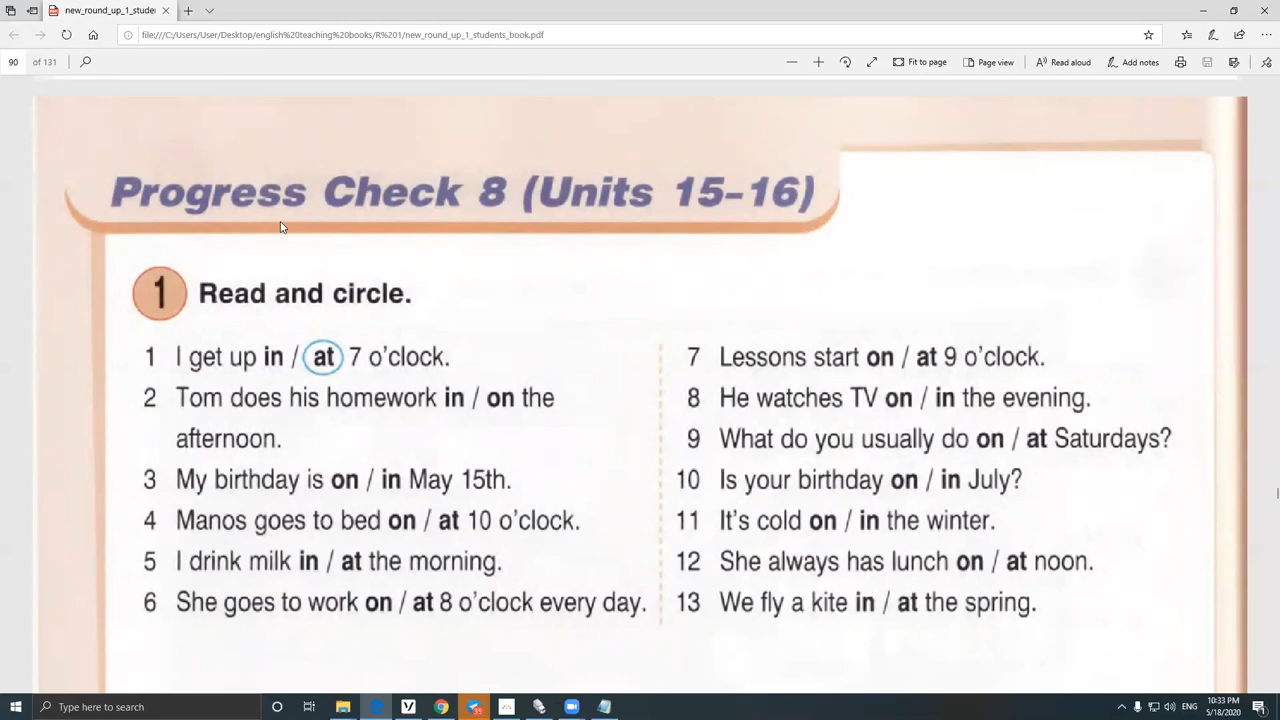 new_round_up_1_stude
file:///C:/Users/User/Desktop/english%20teaching%20books/R%201/new_round_up_1_students_book.pdf
90 of 131
Fit to page
Page view
Read aloud
Add notes
Progress Check 8 (Units 15-16)
1 Read and circle.
1 I get up in / at 7 o'clock.
2 Tom does his homework in / on the
afternoon.
3 My birthday is on / in May 15th.
4 Manos goes to bed on / at 10 o'clock.
5 I drink milk in / at the morning.
6 She goes to work on / at 8 o'clock every day.
7 Lessons start on / at 9 o'clock.
8 He watches TV on / in the evening.
9 What do you usually do on / at Saturdays?
10 Is your birthday on / in July?
11 It's cold on / in the winter.
12 She always has lunch on / at noon.
13 We fly a kite in / at the spring.
Type here to search
ENG
10:33 PM
5/18/2020